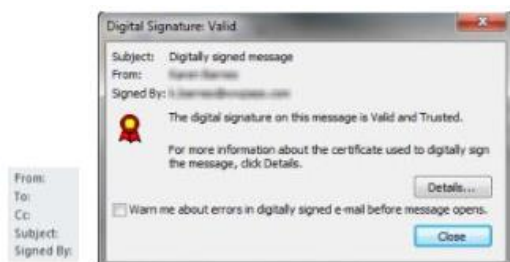 Digital Signature: Valid
Subject: Digitally signed message
From:
Signed By:
The digital signature on this message is Valid and Trusted.
For more information about the certificate used to digitally sign
the message, click Details.
Details...
Warn me about errors in digitally signed e-mail before message opens.
Close
From:
To:
Cc:
Subject:
Signed By: